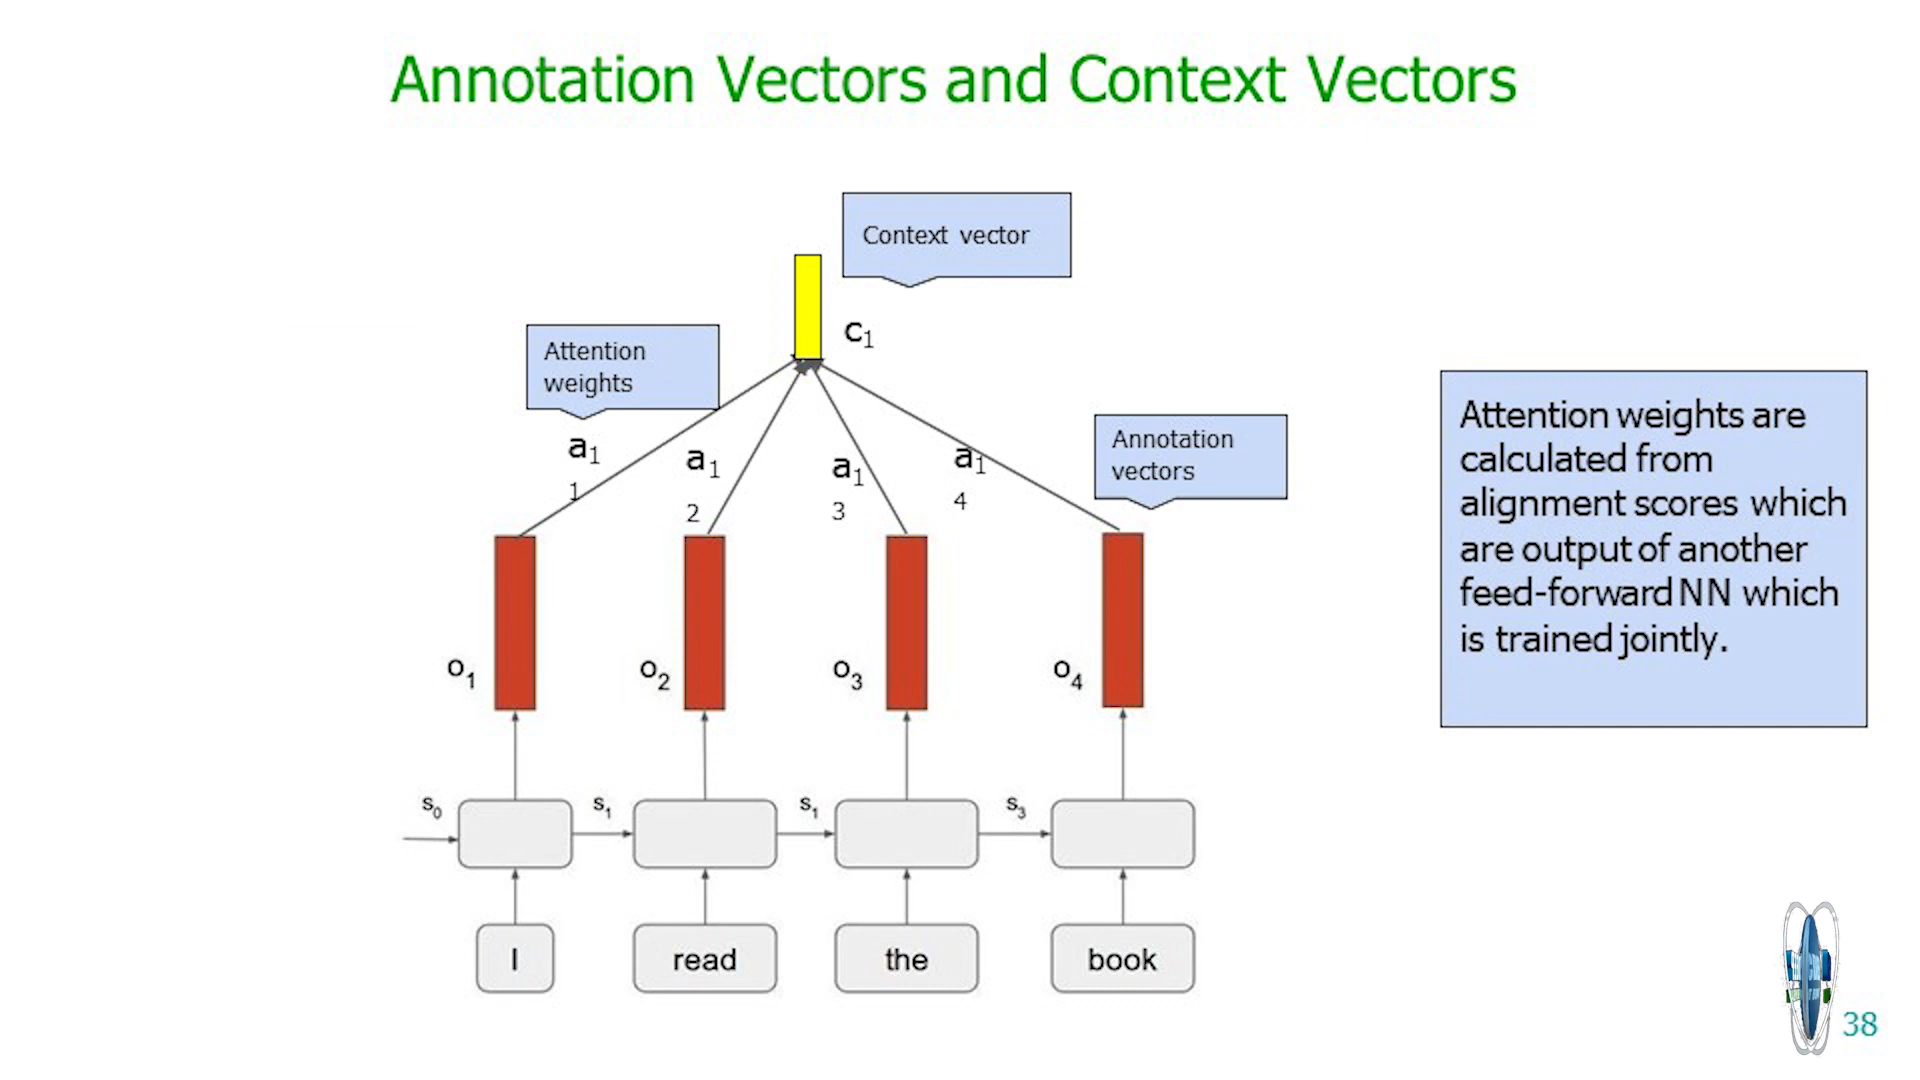 Annotation Vectors and Context Vectors
Context vector
c1
Attention
weights
a1
1
a1
2
a1
3
a1
4
Annotation
vectors
Attention weights are
calculated from
alignment scores which
are output of another
feed-forward NN which
is trained jointly.
o1
o2
o3
o4
s0
s1
s1
s3
I
read
the
book
38